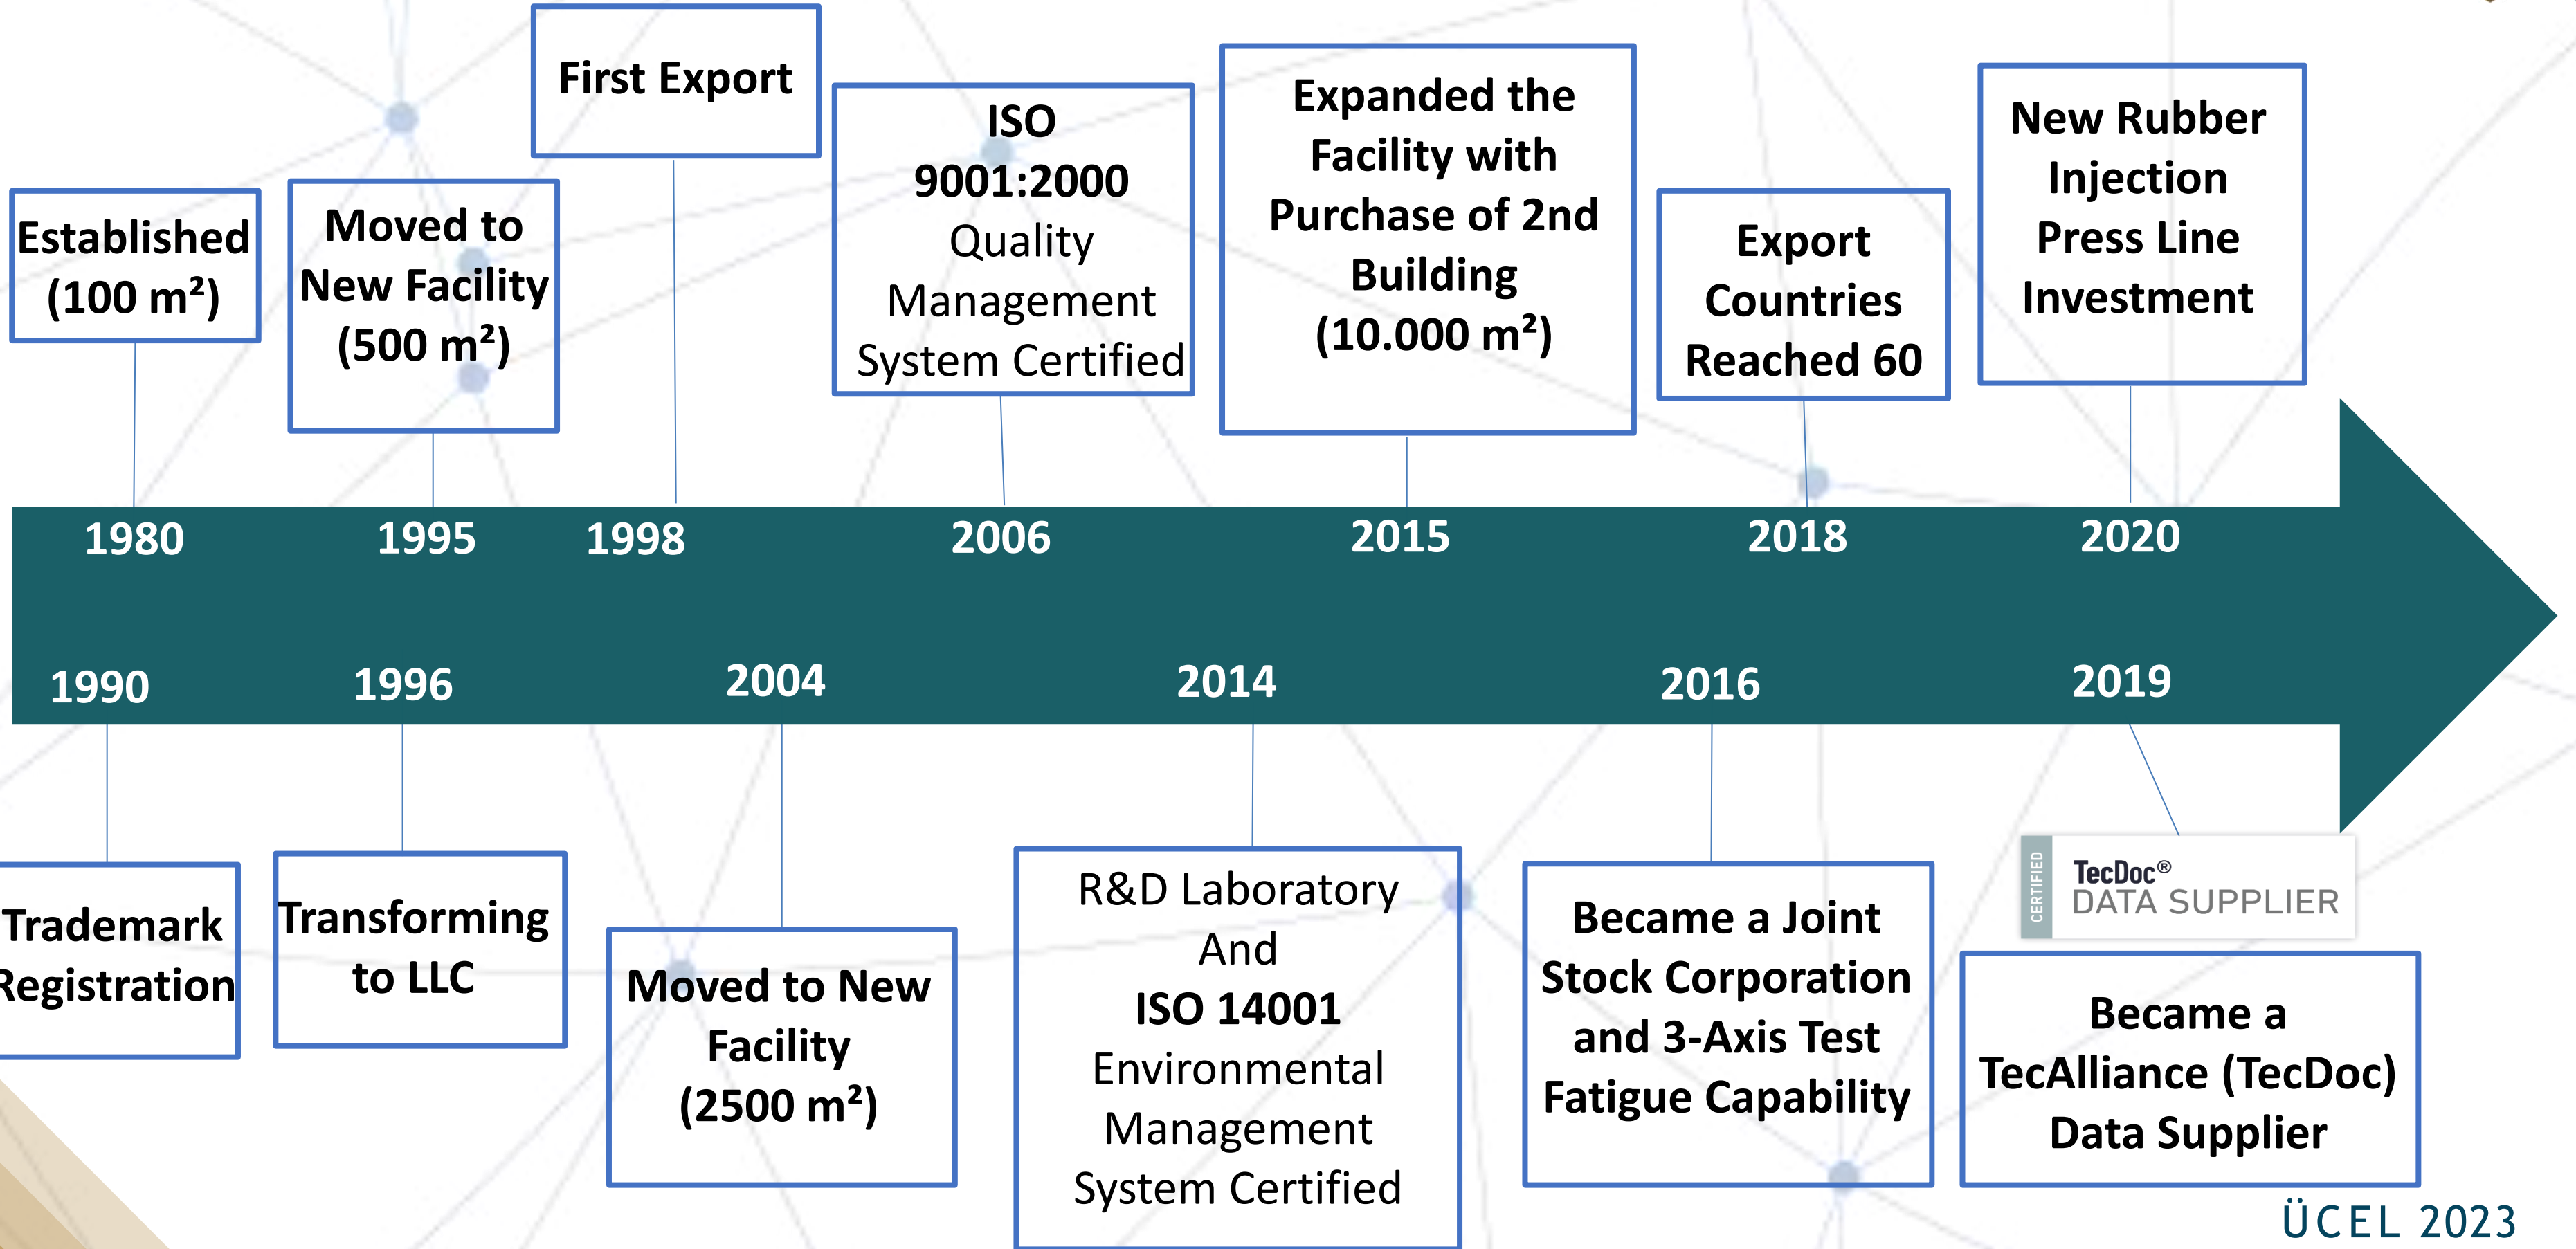 First Export
Established
(100 m²)
Moved to
New Facility
(500 m²)
ISO
9001:2000
Quality
Management
System Certified
Expanded the
Facility with
Purchase of 2nd
Building
(10.000 m²)
Export
Countries
Reached 60
New Rubber
Injection
Press Line
Investment
1980
1995
1998
2006
2015
2018
2020
1990
1996
2004
2014
2016
2019
Trademark
Registration
Transforming
to LLC
Moved to New
Facility
(2500 m²)
R&D Laboratory
And
ISO 14001
Environmental
Management
System Certified
Became a Joint
Stock Corporation
and 3-Axis Test
Fatigue Capability
CERTIFIED
TecDoc®
DATA SUPPLIER
Became a
TecAlliance (TecDoc)
Data Supplier
ÜCEL 2023